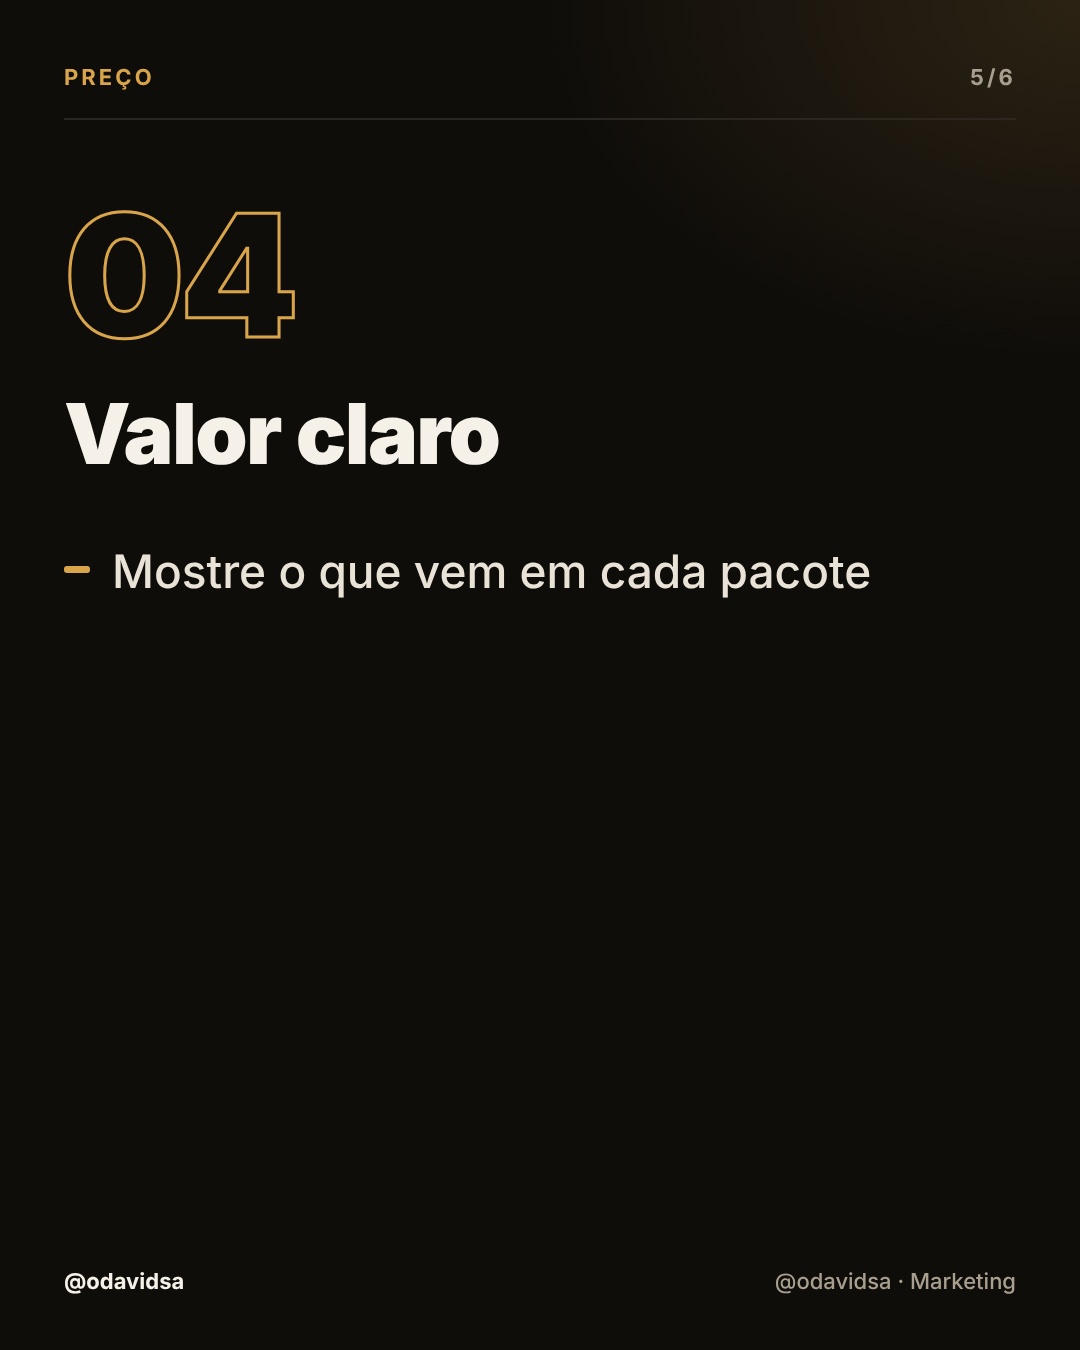 PREÇO
5/6
04
Valor claro
Mostre o que vem em cada pacote
@odavidsa
@odavidsa · Marketing